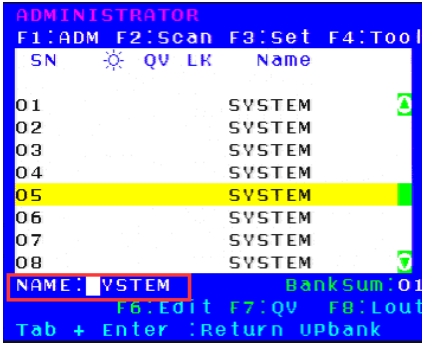 ADMINISTRATOR
F1:ADM F2:Scan F3:Set F4:Tool
SN QV LK Name
01 SYSTEM
02 SYSTEM
03 SYSTEM
04 SYSTEM
05 SYSTEM
06 SYSTEM
07 SYSTEM
08 SYSTEM
NAME: YSTEM BankSum:01
F6:Edit F7:QV F8:Lout
Tab + Enter :Return UPbank